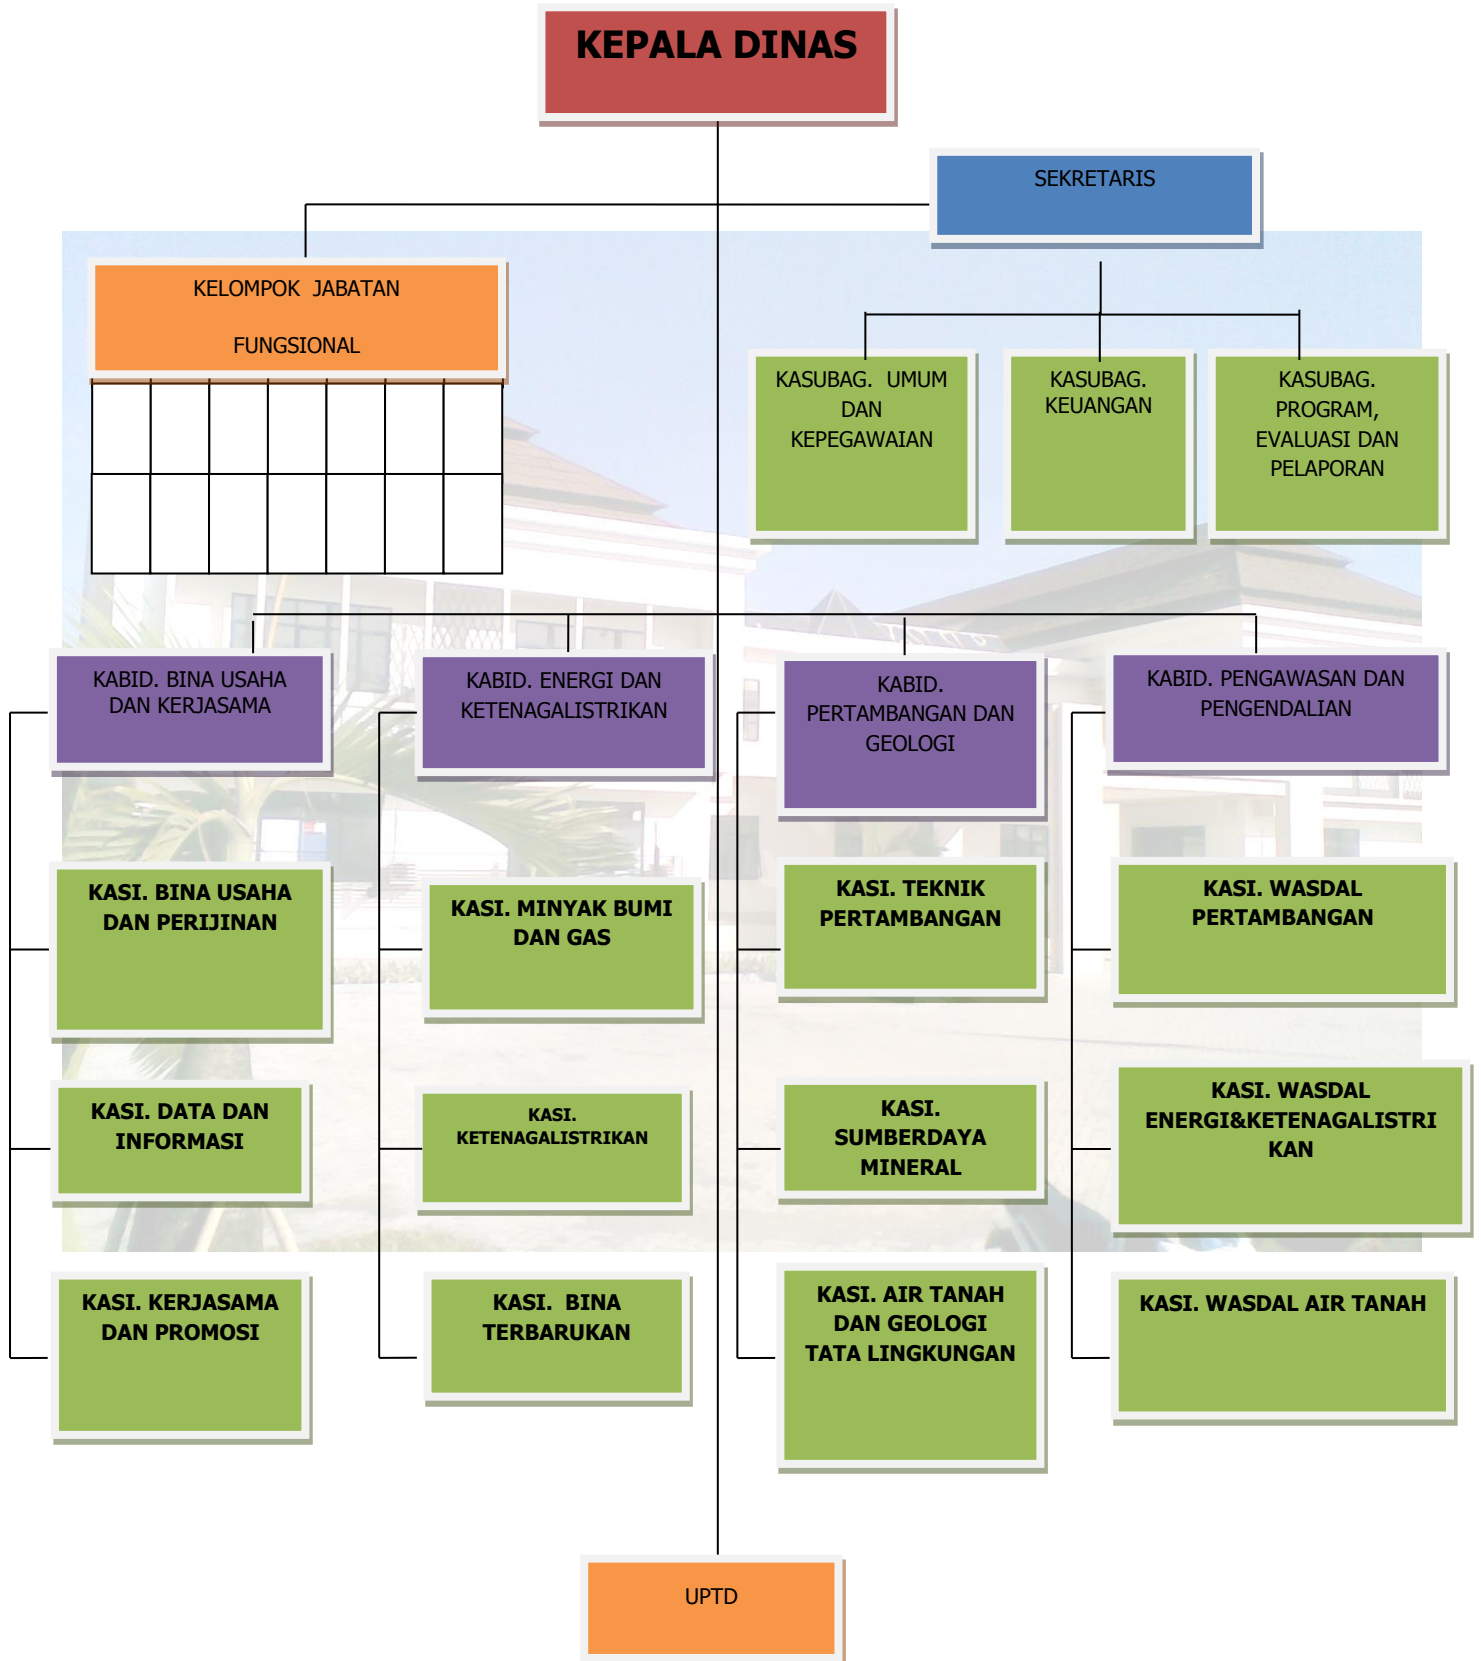 KEPALA DINAS
SEKRETARIS
KELOMPOK JABATAN
FUNGSIONAL
KASUBAG. UMUM
DAN
KEPEGAWAIAN
KASUBAG.
KEUANGAN
KASUBAG.
PROGRAM,
EVALUASI DAN
PELAPORAN
KABID. BINA USAHA
DAN KERJASAMA
KABID. ENERGI DAN
KETENAGALISTRIKAN
KABID.
PERTAMBANGAN DAN
GEOLOGI
KABID. PENGAWASAN DAN
PENGENDALIAN
KASI. BINA USAHA
DAN PERIJINAN
KASI. MINYAK BUMI
DAN GAS
KASI. TEKNIK
PERTAMBANGAN
KASI. WASDAL
PERTAMBANGAN
KASI. DATA DAN
INFORMASI
KASI.
KETENAGALISTRIKAN
KASI.
SUMBERDAYA
MINERAL
KASI. WASDAL
ENERGI&KETENAGALISTRI
KAN
KASI. KERJASAMA
DAN PROMOSI
KASI. BINA
TERBARUKAN
KASI. AIR TANAH
DAN GEOLOGI
TATA LINGKUNGAN
KASI. WASDAL AIR TANAH
UPTD